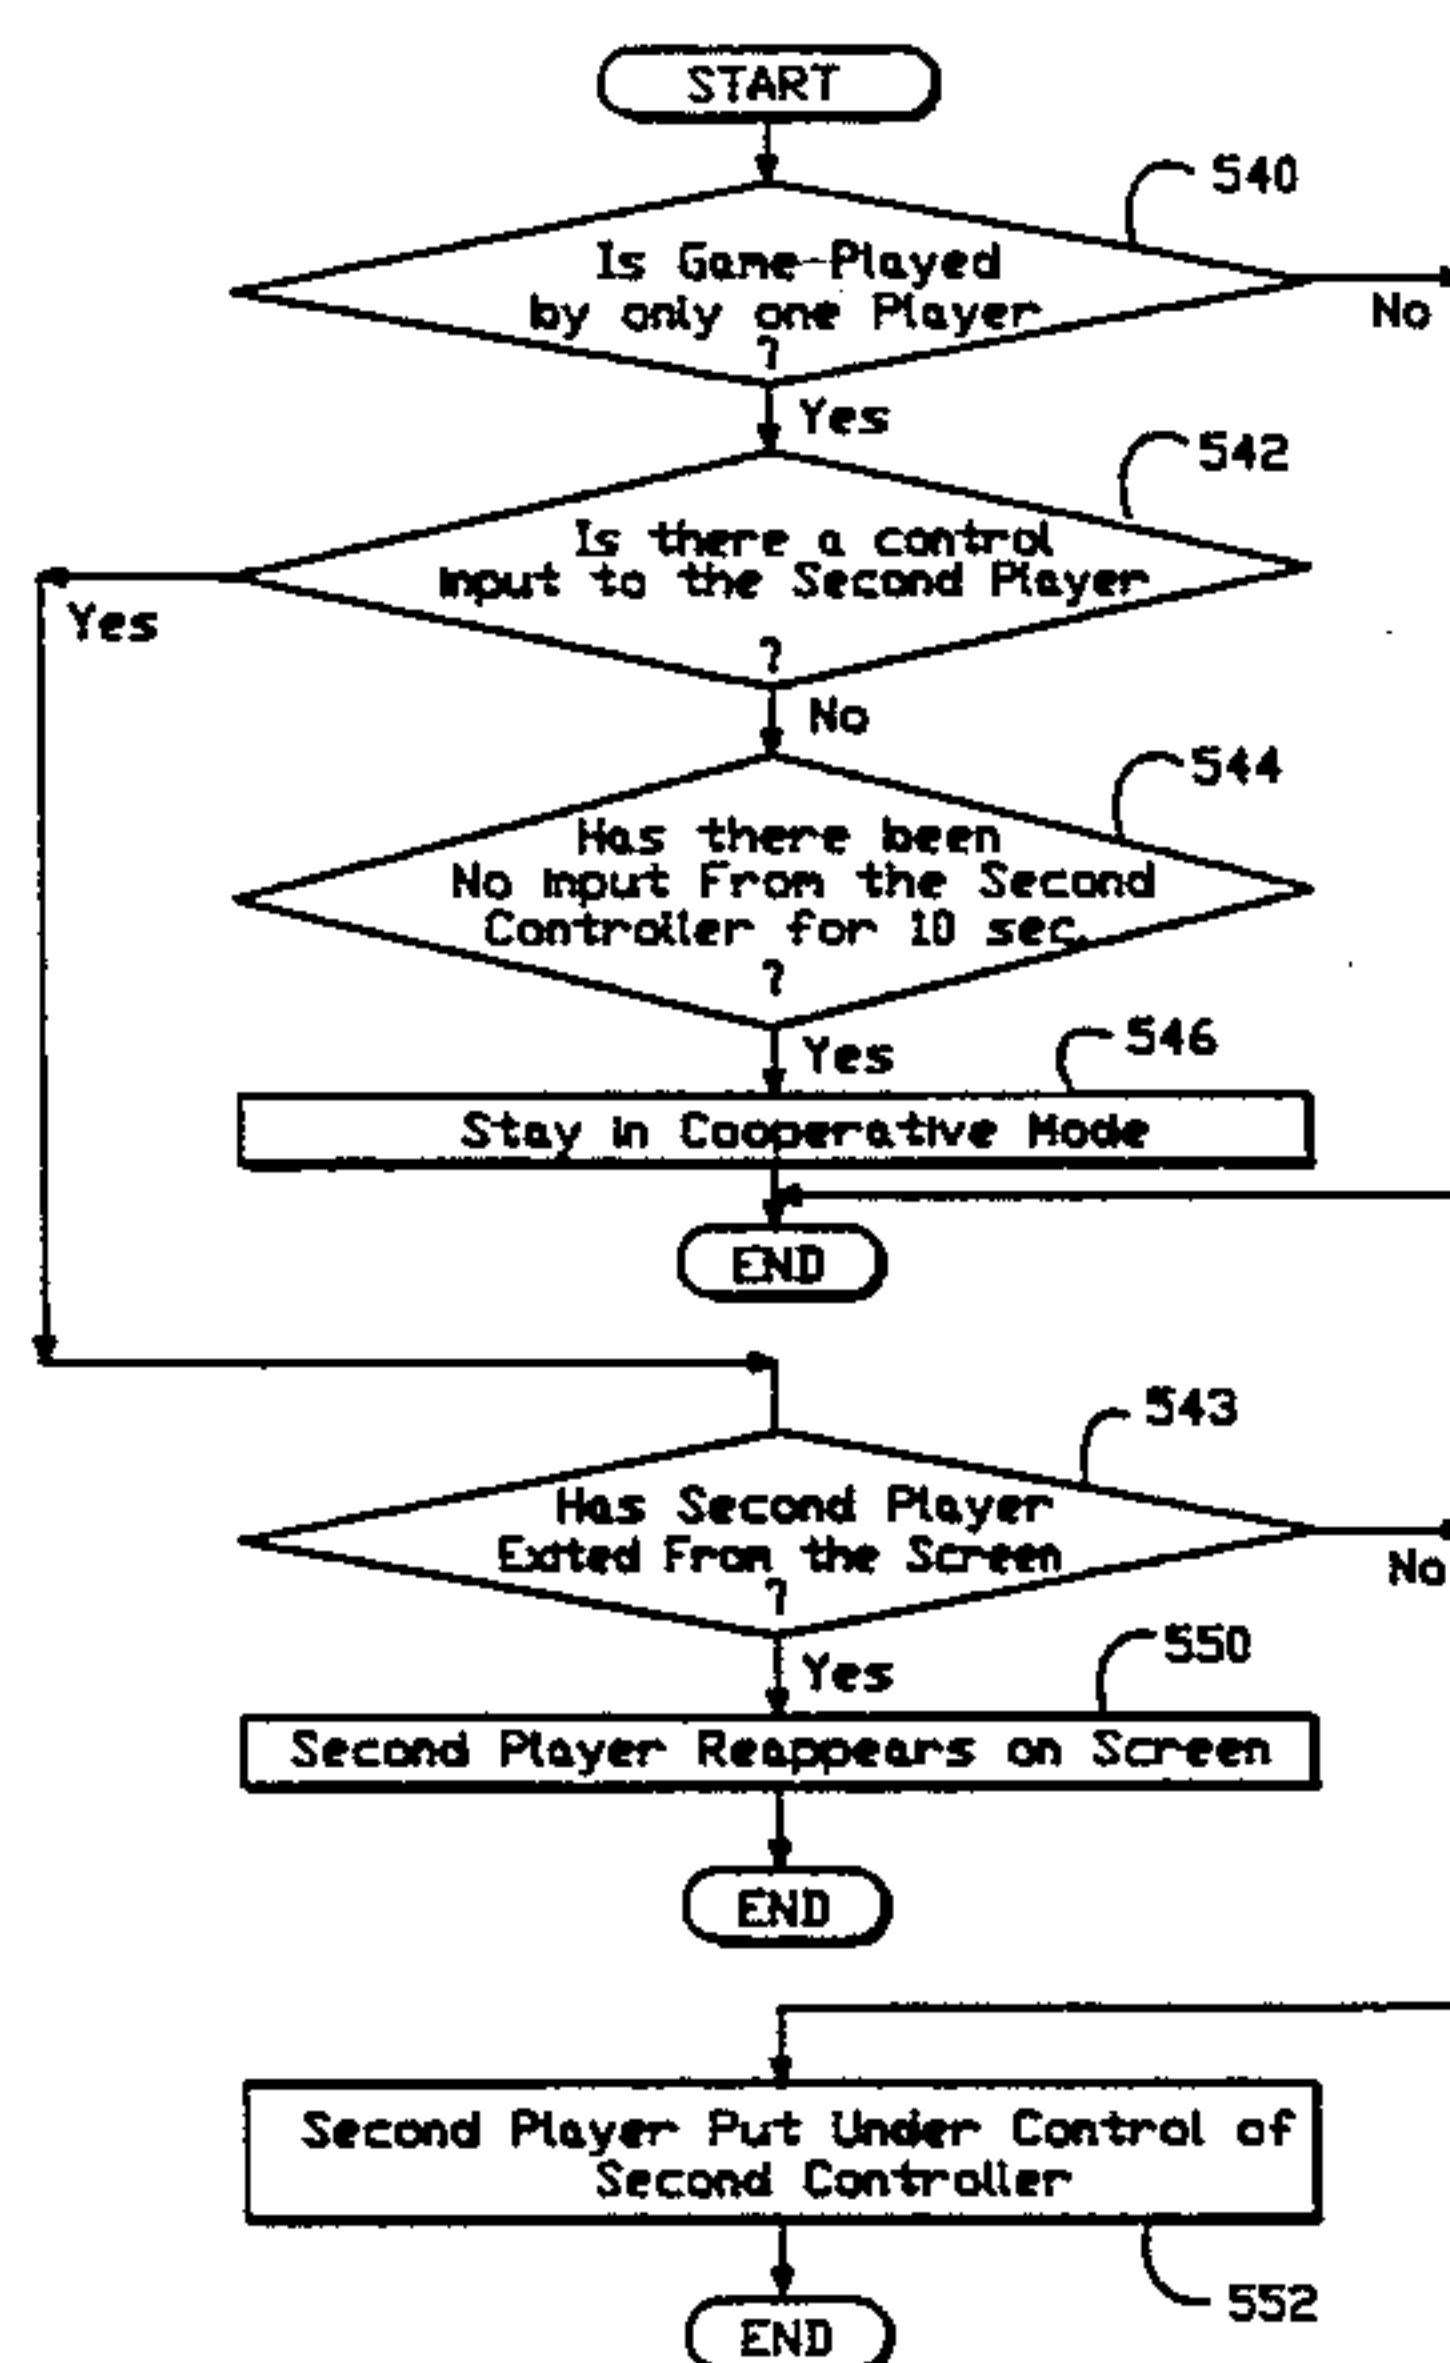 START
540
Is Game-Played
by only one Player
?
No
Yes
542
Is there a control
input to the Second Player
?
Yes
No
544
Has there been
No input From the Second
Controller for 10 sec.
?
Yes
546
Stay in Cooperative Mode
END
543
Has Second Player
Exited From the Screen
?
No
Yes
550
Second Player Reappears on Screen
END
Second Player Put Under Control of
Second Controller
552
END